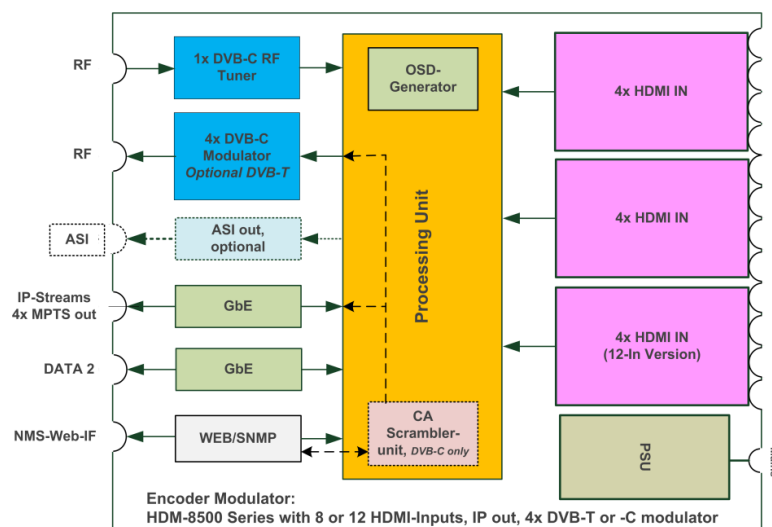 RF
1x DVB-C RF
Tuner
OSD-
Generator
4x HDMI IN
RF
4x DVB-C
Modulator
Optional DVB-T
Processing Unit
4x HDMI IN
ASI
ASI out,
optional
IP-Streams
4x MPTS out
GbE
4x HDMI IN
(12-In Version)
DATA 2
GbE
NMS-Web-IF
WEB/SNMP
CA
Scrambler-
unit, DVB-C only
PSU
Encoder Modulator:
HDM-8500 Series with 8 or 12 HDMI-Inputs, IP out, 4x DVB-T or -C modulator